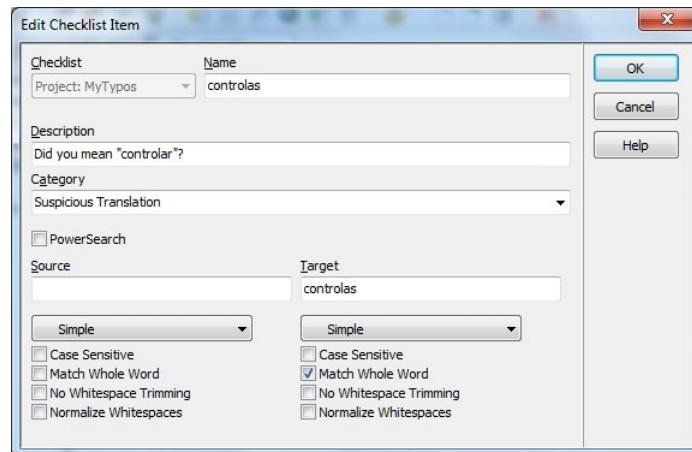 Edit Checklist Item
Checklist Name
Project: MyTypos controlas
OK
Cancel
Description
Help
Did you mean "controlar"?
Category
Suspicious Translation
PowerSearch
Source Target
controlas
Simple Simple
Case Sensitive Case Sensitive
Match Whole Word Match Whole Word
No Whitespace Trimming No Whitespace Trimming
Normalize Whitespaces Normalize Whitespaces